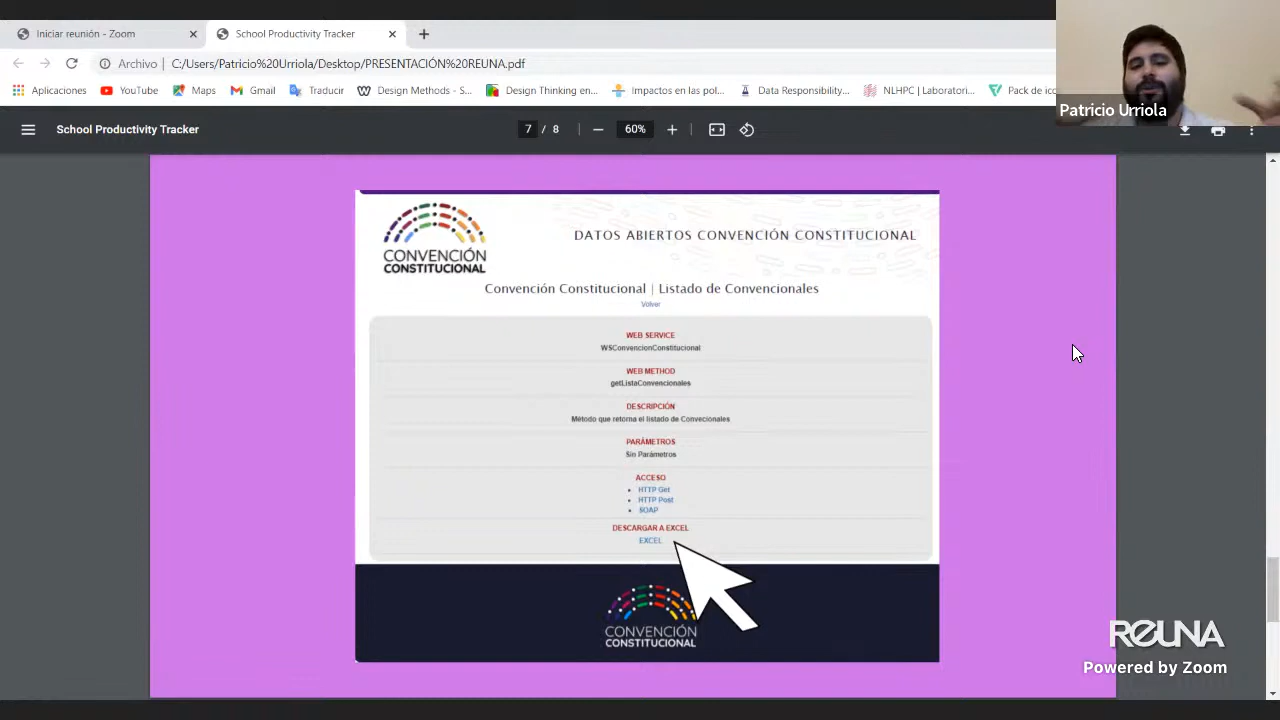 Iniciar reunión - Zoom
School Productivity Tracker
Archivo
C:/Users/Patricio%20Urriola/Desktop/PRESENTACIÓN%20REUNA.pdf
Aplicaciones
YouTube
Maps
Gmail
Traducir
Design Methods - S...
Design Thinking en...
Impactos en las pol...
Data Responsibility...
NLHPC | Laboratori...
Pack de ico
Patricio Urriola
School Productivity Tracker
7 / 8
60%
CONVENCIÓN
CONSTITUCIONAL
DATOS ABIERTOS CONVENCIÓN CONSTITUCIONAL
Convención Constitucional | Listado de Convencionales
Volver
WEB SERVICE
WSConvencionConstitucional
WEB METHOD
getListaConvencionales
DESCRIPCIÓN
Método que retorna el listado de Convecionales
PARÁMETROS
Sin Parámetros
ACCESO
HTTP Get
HTTP Post
SOAP
DESCARGAR A EXCEL
EXCEL
CONVENCIÓN
CONSTITUCIONAL
REUNA
Powered by Zoom